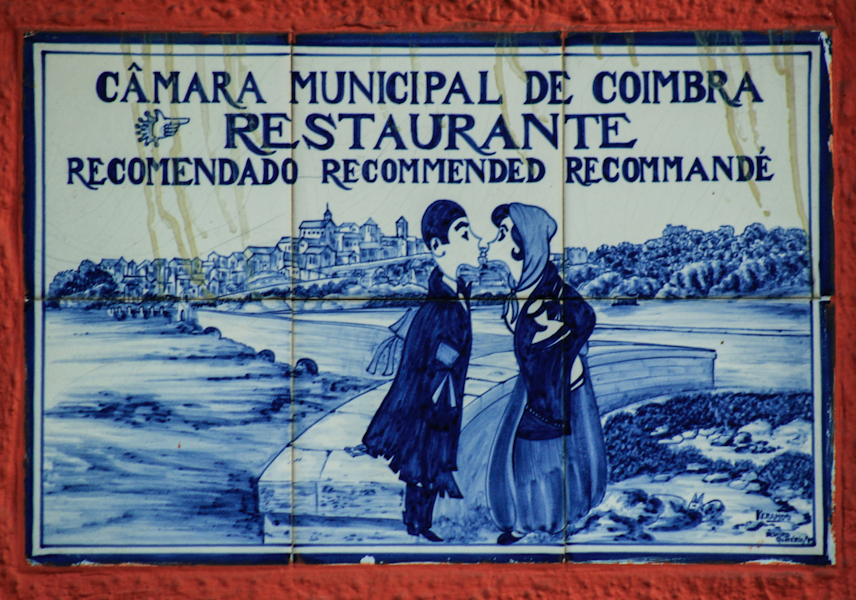 CÂMARA MUNICIPAL DE COIMBRA
RESTAURANTE
RECOMENDADO RECOMMENDED RECOMMANDÉ